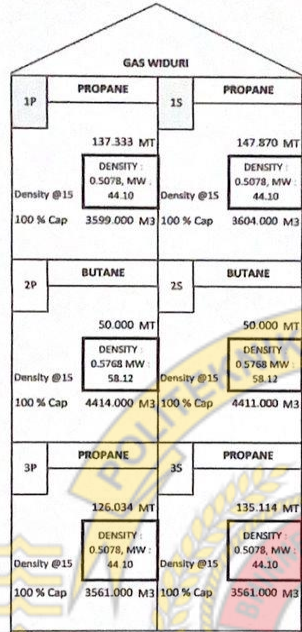 GAS WIDURI
1P PROPANE 1S PROPANE
137.333 MT 147.870 MT
DENSITY : DENSITY :
0.5078, MW : 0.5078, MW :
Density @15 44.10 Density @15 44.10
100 % Cap 3599.000 M3 100 % Cap 3604.000 M3
2P BUTANE 2S BUTANE
50.000 MT 50.000 MT
DENSITY : DENSITY :
0.5768 MW : 0.5768 MW :
Density @15 58.12 Density @15 58.12
100 % Cap 4414.000 M3 100 % Cap 4411.000 M3
3P PROPANE 3S PROPANE
126.034 MT 135.114 MT
DENSITY : DENSITY :
0.5078, MW : 0.5078, MW :
Density @15 44.10 Density @15 44.10
100 % Cap 3561.000 M3 100 % Cap 3561.000 M3